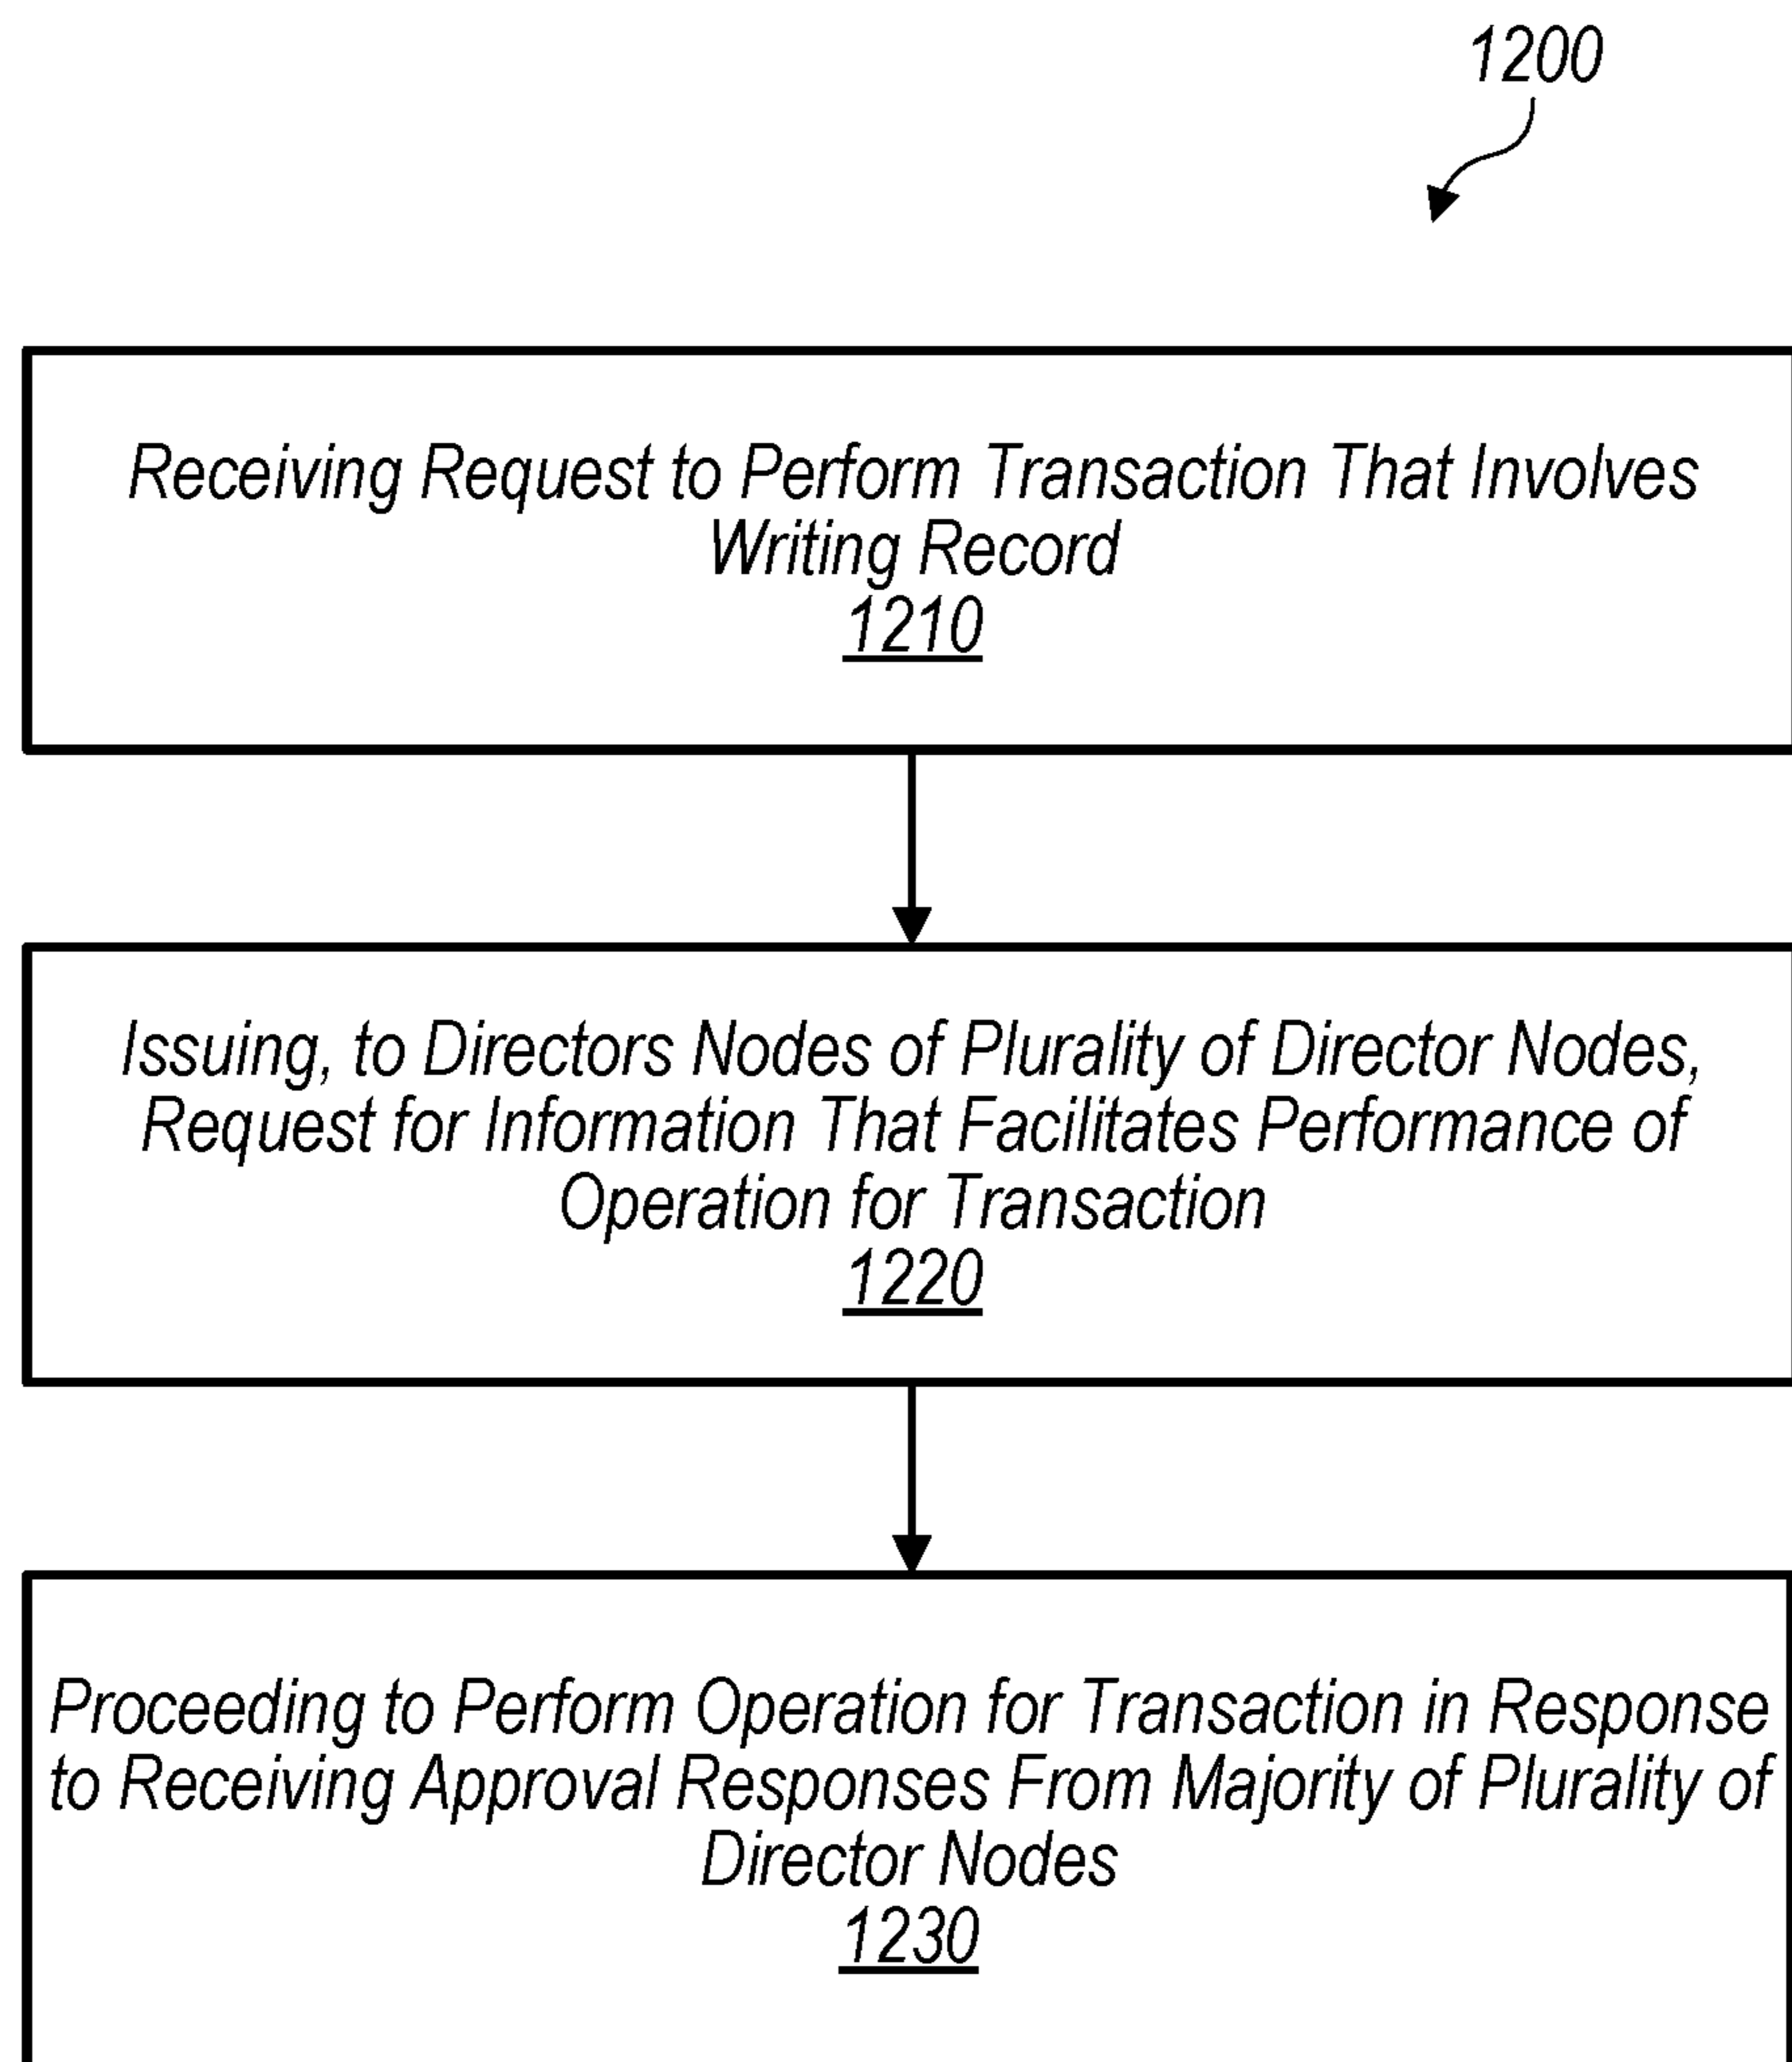 1200
Receiving Request to Perform Transaction That Involves
Writing Record
1210
Issuing, to Directors Nodes of Plurality of Director Nodes,
Request for Information That Facilitates Performance of
Operation for Transaction
1220
Proceeding to Perform Operation for Transaction in Response
to Receiving Approval Responses From Majority of Plurality of
Director Nodes
1230